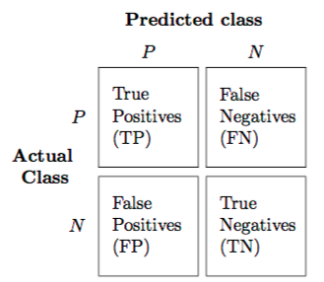 Predicted class
P N
True Positives (TP)
False Negatives (FN)
P
Actual Class
False Positives (FP)
True Negatives (TN)
N